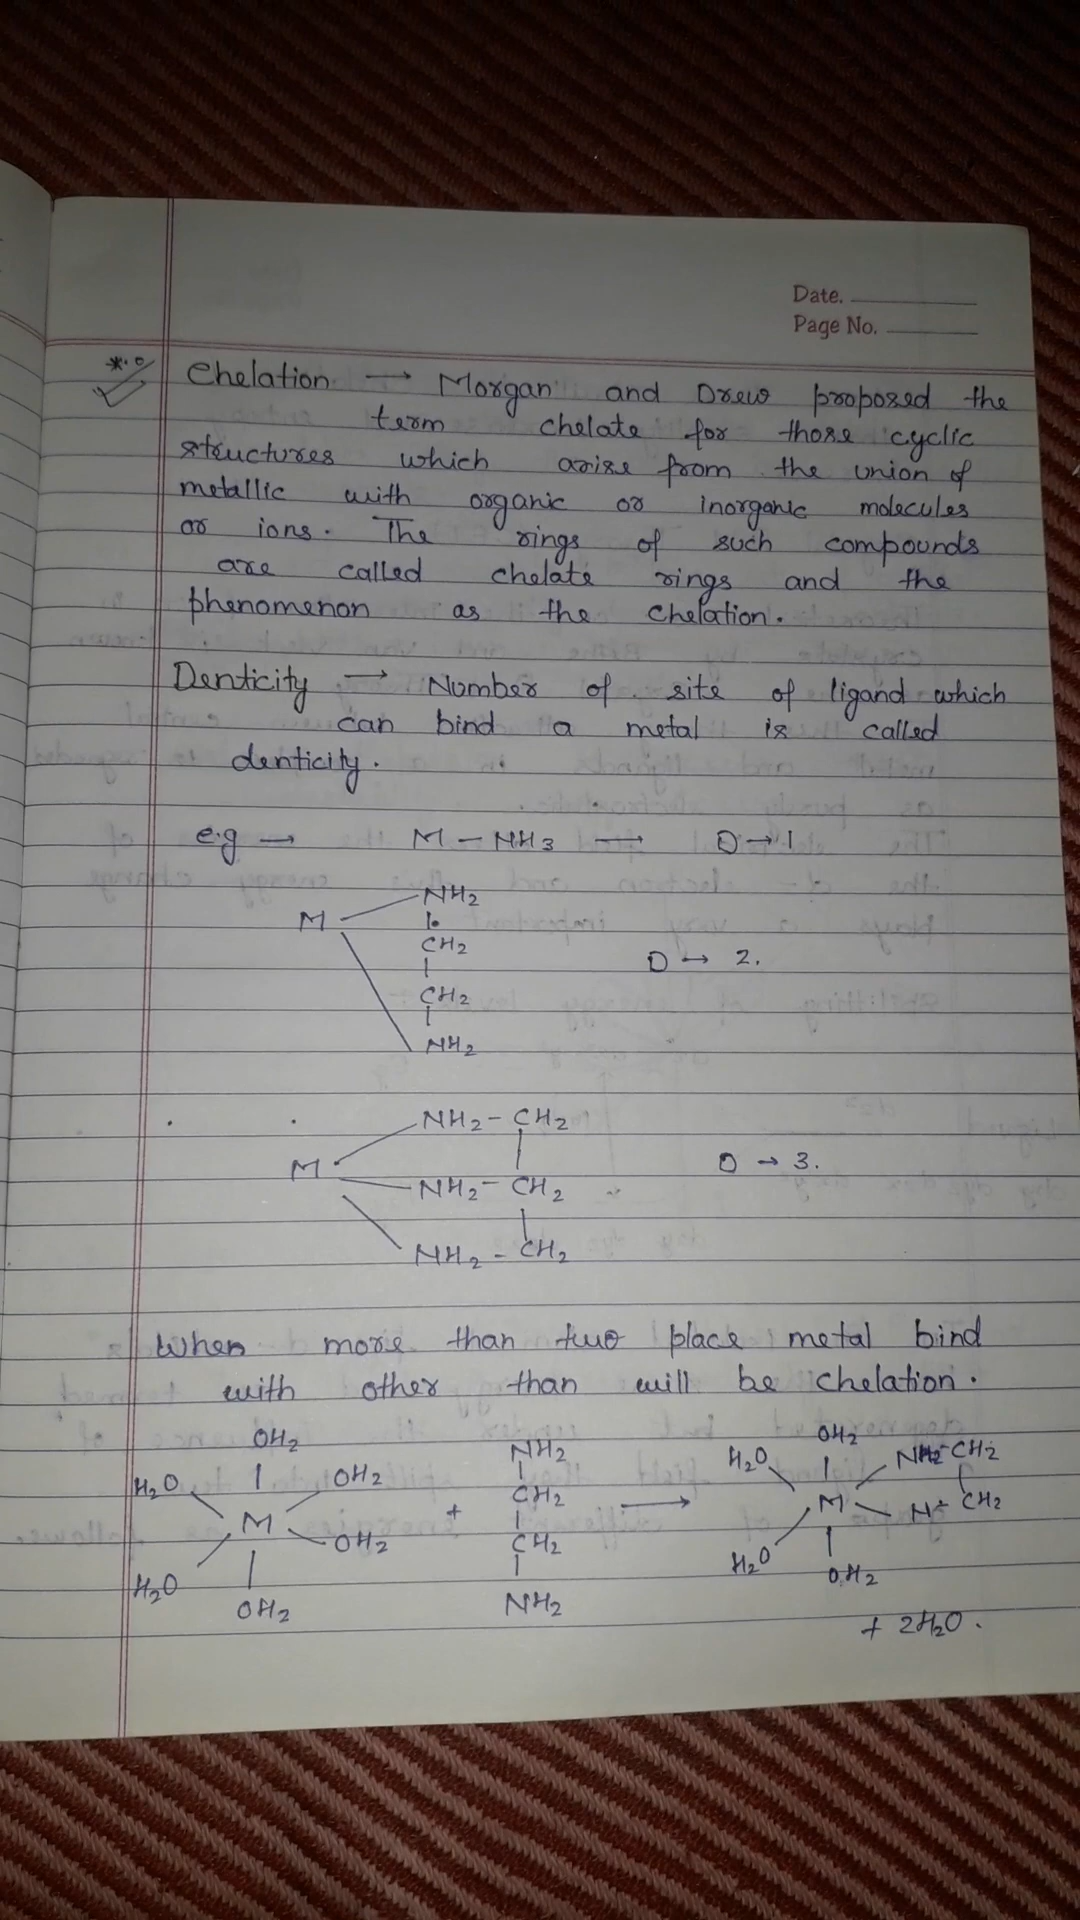 Date.
Page No.
Chelation → Morgan and Drew proposed the
term chelate for those cyclic
structures which arise from the union of
metallic with organic or inorganic molecules
or ions. The rings of such compounds
are called chelate rings and the
phenomenon as the chelation.
Denticity → Number of site of ligand which
can bind a metal is called
denticity.
e.g → M - NH3 → D → 1
NH2
M
CH2
D → 2.
CH2
NH2
NH2 - CH2
M D → 3.
NH2 - CH2
NH2 - CH2
When more than two place metal bind
with other than will be chelation.
OH2 NH2 OH2
H2O OH2 CH2 H2O CH2
M + → M CH2
OH2 CH2
H2O NH2 H2O
OH2 OH2
+ 2H2O.